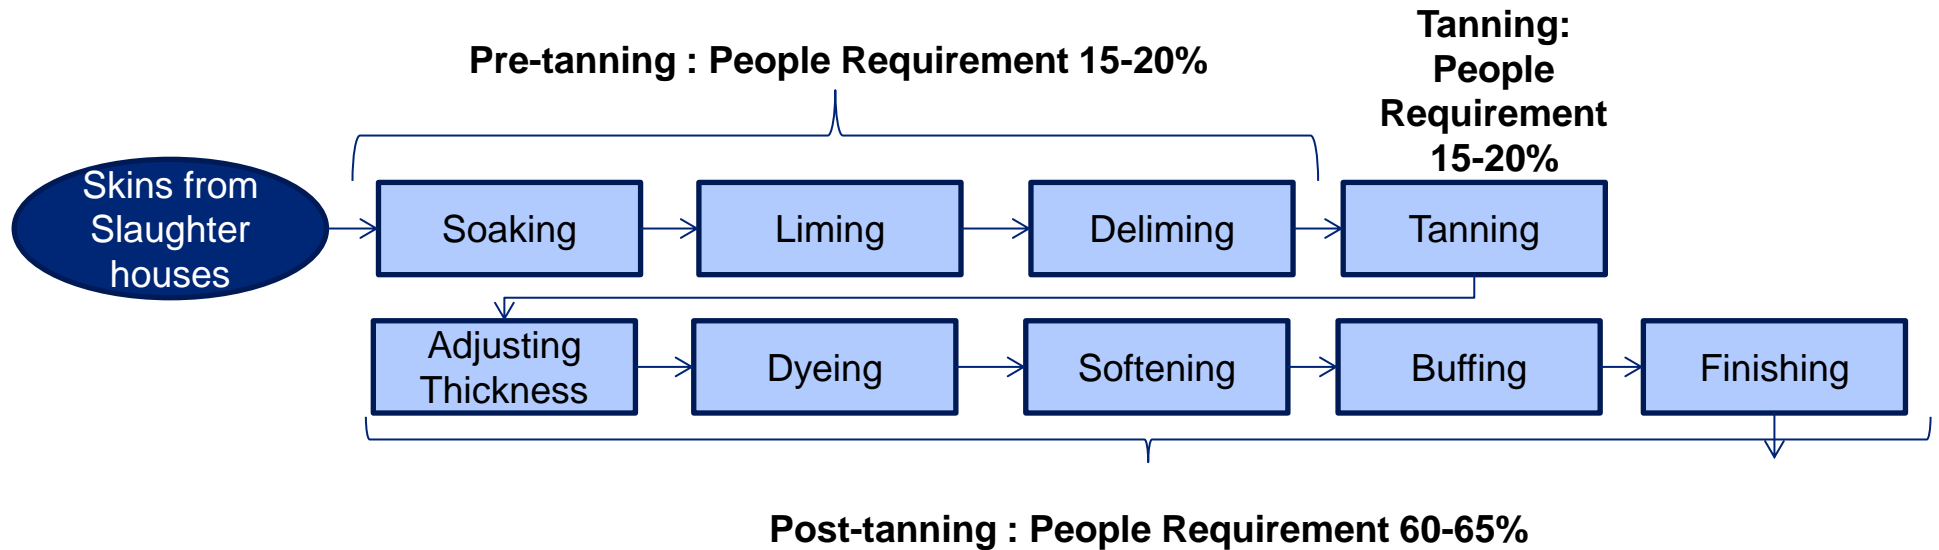 Pre-tanning : People Requirement 15-20%
Tanning:
People
Requirement
15-20%
Skins from
Slaughter
houses
Soaking
Liming
Deliming
Tanning
Adjusting
Thickness
Dyeing
Softening
Buffing
Finishing
Post-tanning : People Requirement 60-65%